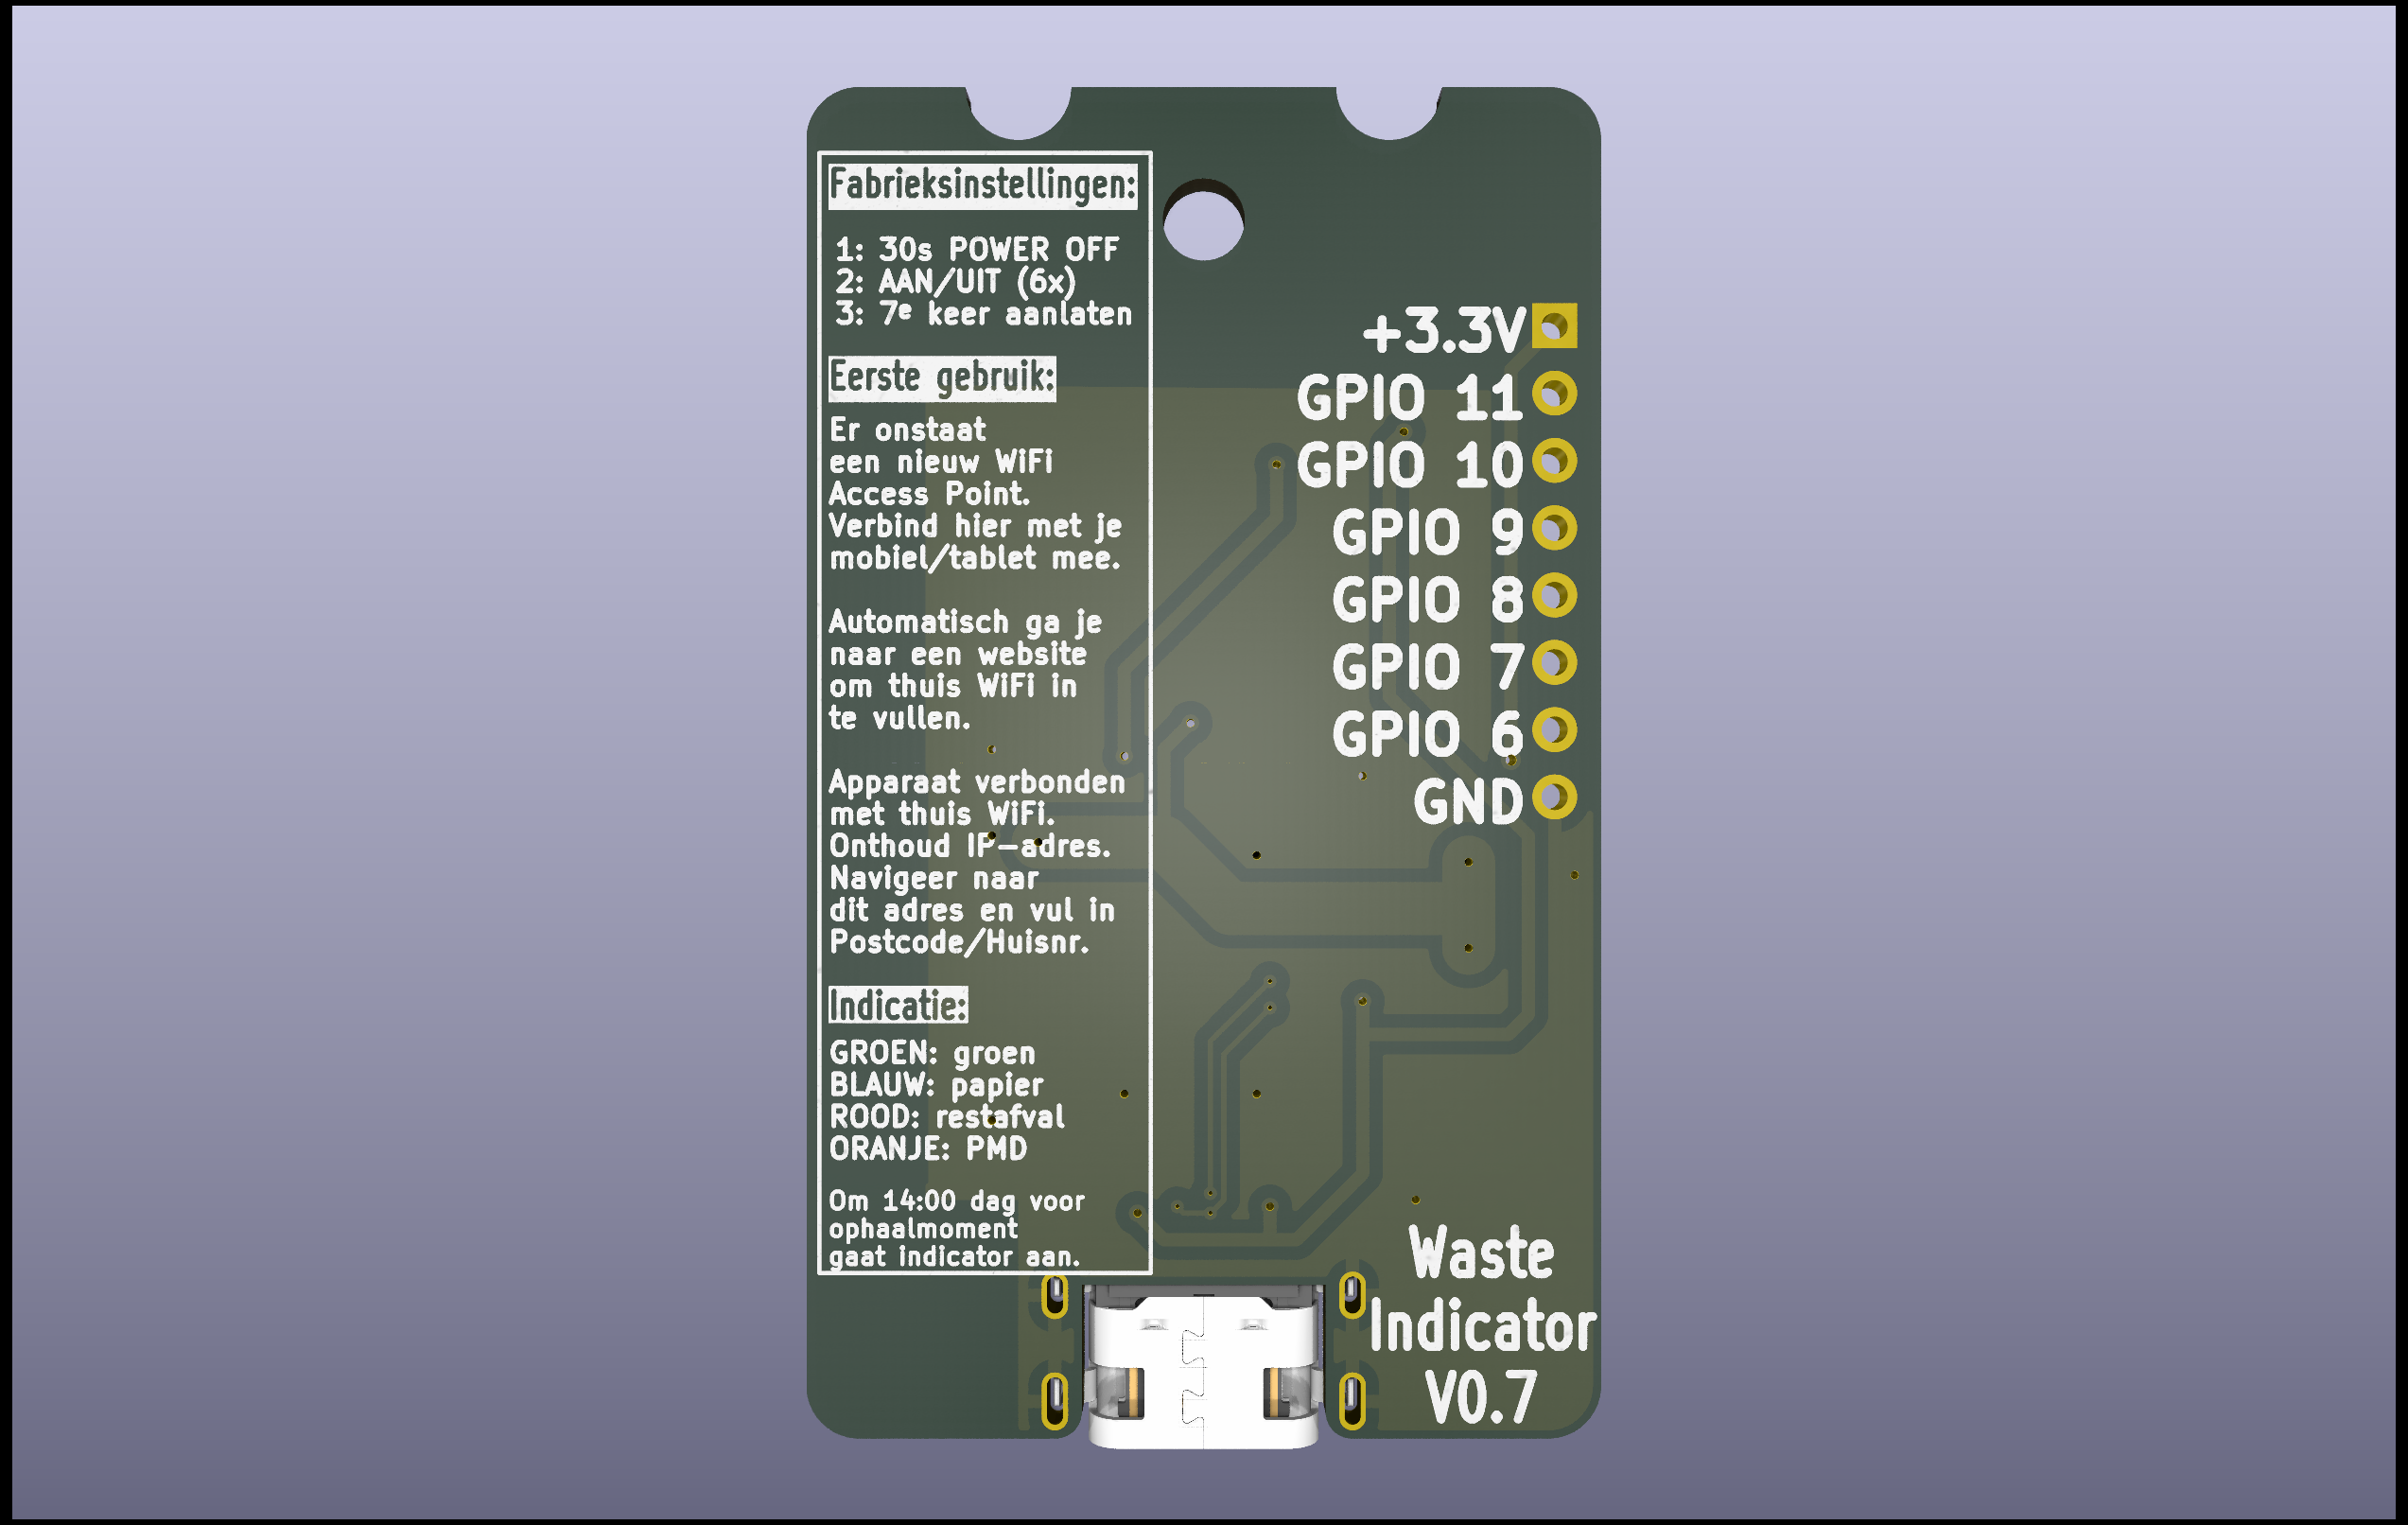 Fabrieksinstellingen:
1: 30s POWER OFF
2: AAN/UIT (6x)
3: 7e keer aanlaten
Eerste gebruik:
Er onstaat
een nieuw WiFi
Access Point.
Verbind hier met je
mobiel/tablet mee.
Automatisch ga je
naar een website
om thuis WiFi in
te vullen.
Apparaat verbonden
met thuis WiFi.
Onthoud IP-adres.
Navigeer naar
dit adres en vul in
Postcode/Huisnr.
Indicatie:
GROEN: groen
BLAUW: papier
ROOD: restafval
ORANJE: PMD
Om 14:00 dag voor
ophaalmoment
gaat indicator aan.
+3.3V
GPIO 11
GPIO 10
GPIO 9
GPIO 8
GPIO 7
GPIO 6
GND
Waste
Indicator
V0.7